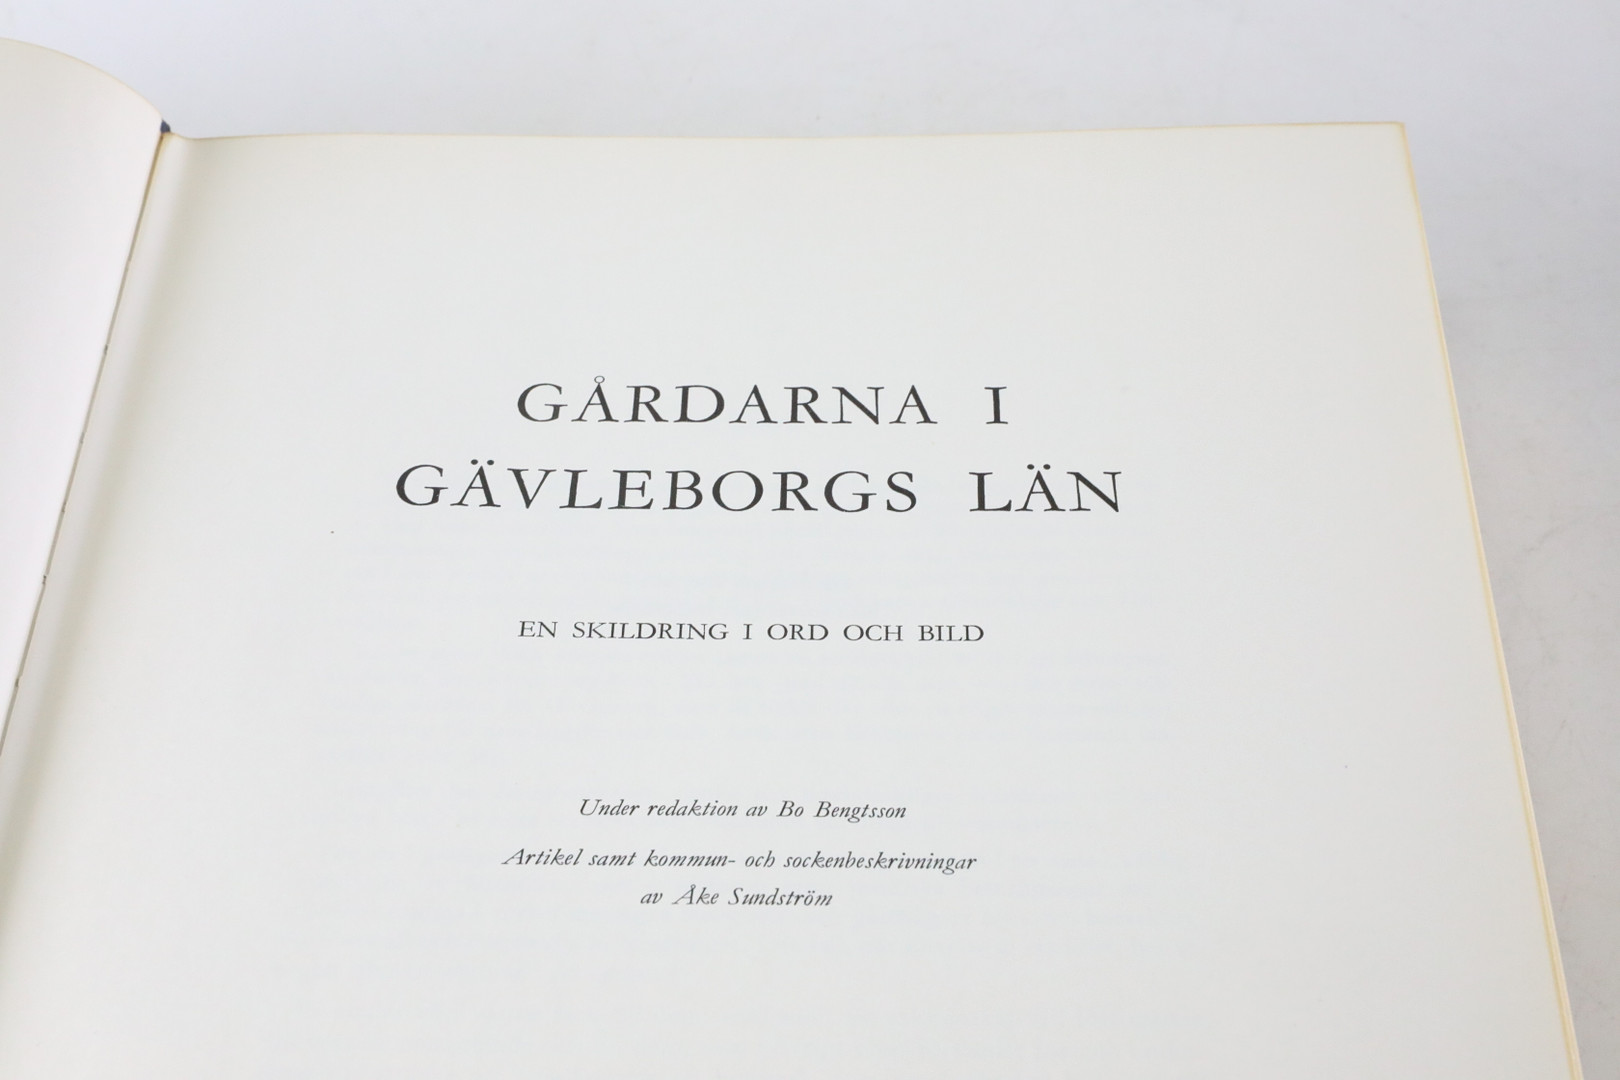 GÅRDARNA I
GÄVLEBORGS LÄN
EN SKILDRING I ORD OCH BILD
Under redaktion av Bo Bengtsson
Artikel samt kommun- och sockenbeskrivningar
av Åke Sundström